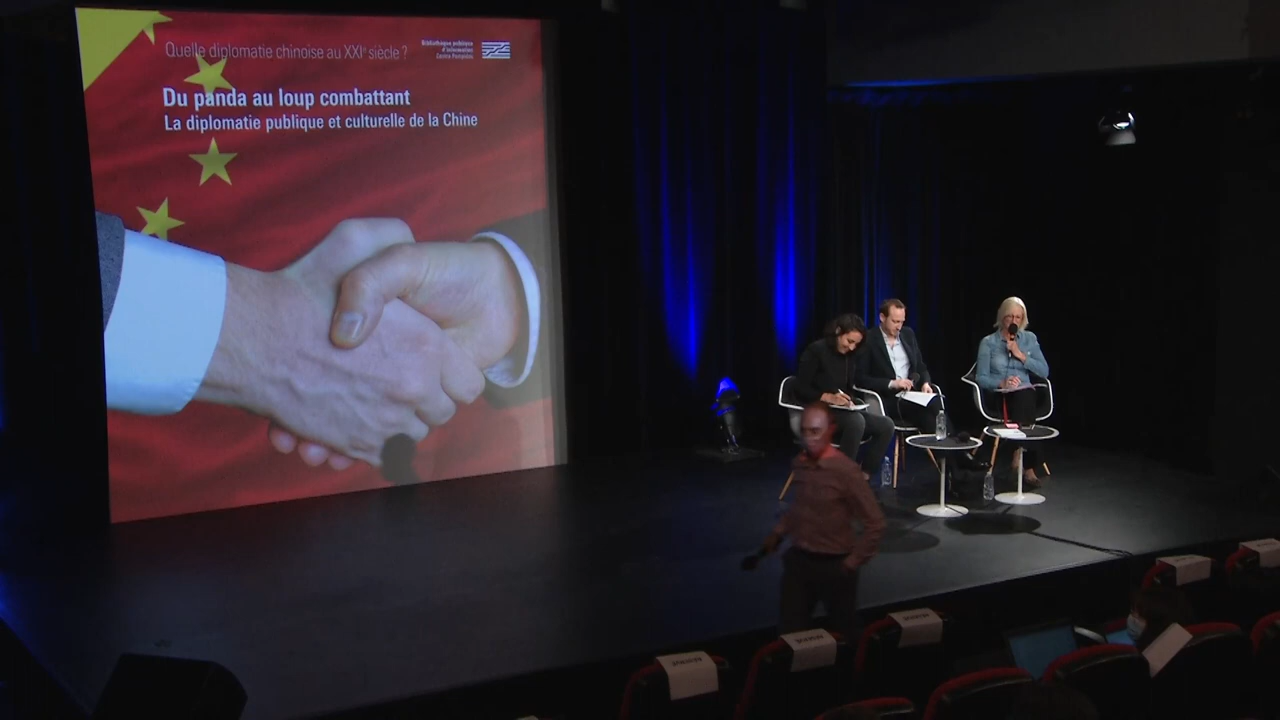 Quelle diplomatie chinoise au XXIe siècle ?
Bibliothèque publique
d'information
Centre Pompidou
Du panda au loup combattant
La diplomatie publique et culturelle de la Chine